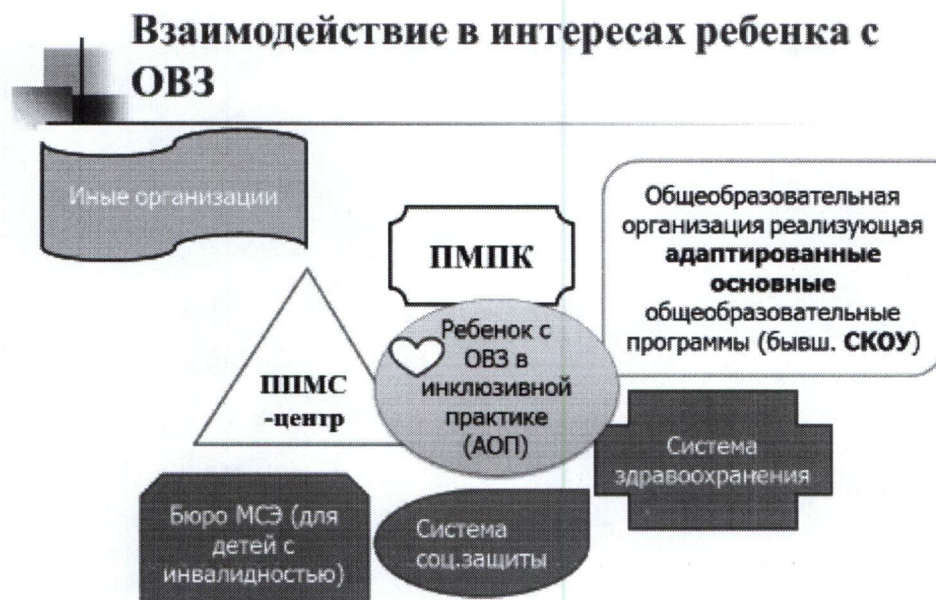 Взаимодействие в интересах ребенка с
ОВЗ
Иные организации
ПМПК
Общеобразовательная
организация реализующая
адаптированные
основные
общеобразовательные
программы (бывш. СКОУ)
ППМС
-центр
Ребенок с
ОВЗ в
инклюзивной
практике
(АОП)
Система
здравоохранения
Бюро МСЭ (для
детей с
инвалидностью)
Система
соц.защиты